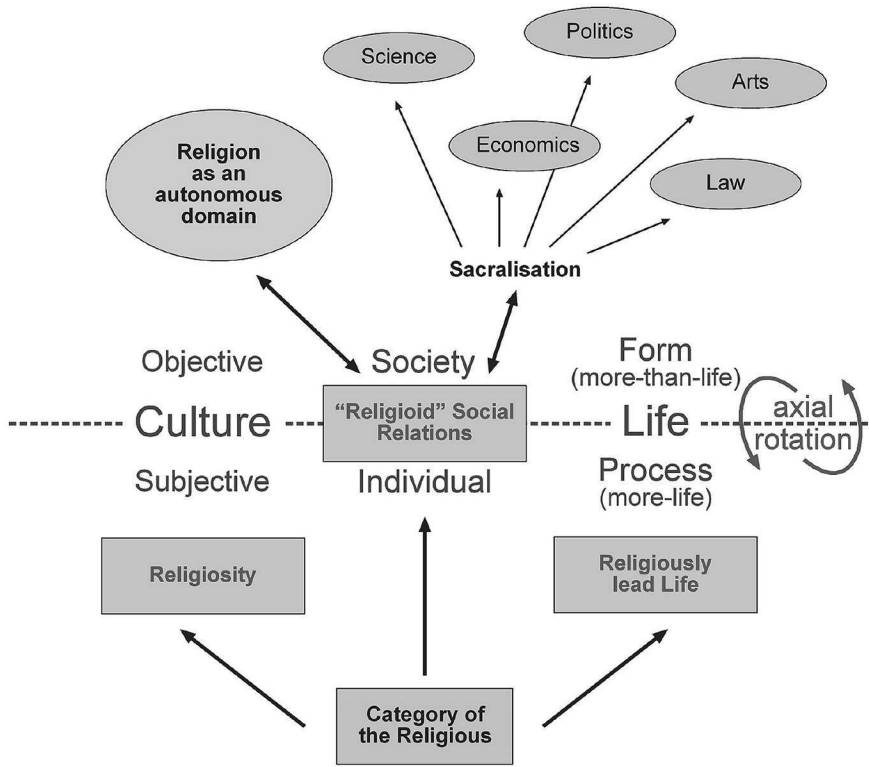 Science
Politics
Arts
Economics
Law
Religion
as an
autonomous
domain
Sacralisation
Objective
Society
Form
(more-than-life)
Culture
"Religioid" Social
Relations
Life
axial
rotation
Subjective
Individual
Process
(more-life)
Religiosity
Religiously
lead Life
Category of
the Religious